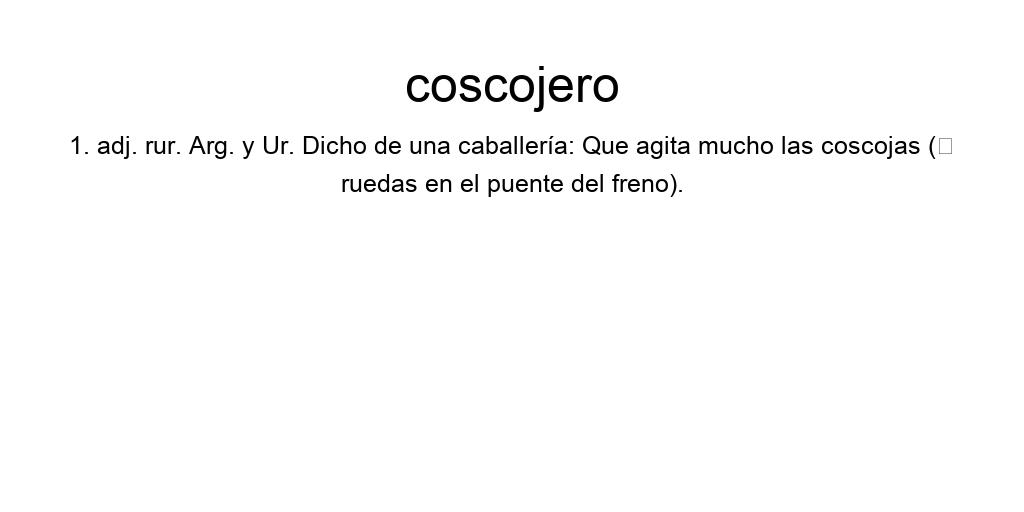 coscojero
1. adj. rur. Arg. y Ur. Dicho de una caballería: Que agita mucho las coscojas (□
ruedas en el puente del freno).